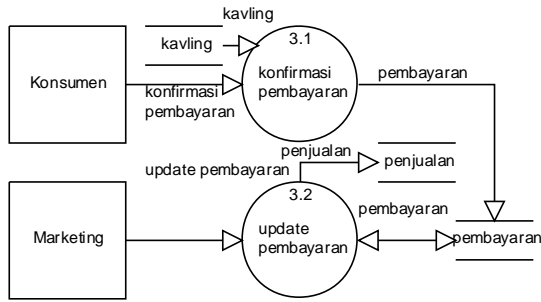 kavling
kavling
3.1
Konsumen
konfirmasi
pembayaran
konfirmasi
pembayaran
pembayaran
penjualan
penjualan
update pembayaran
3.2
Marketing
update
pembayaran
pembayaran
pembayaran